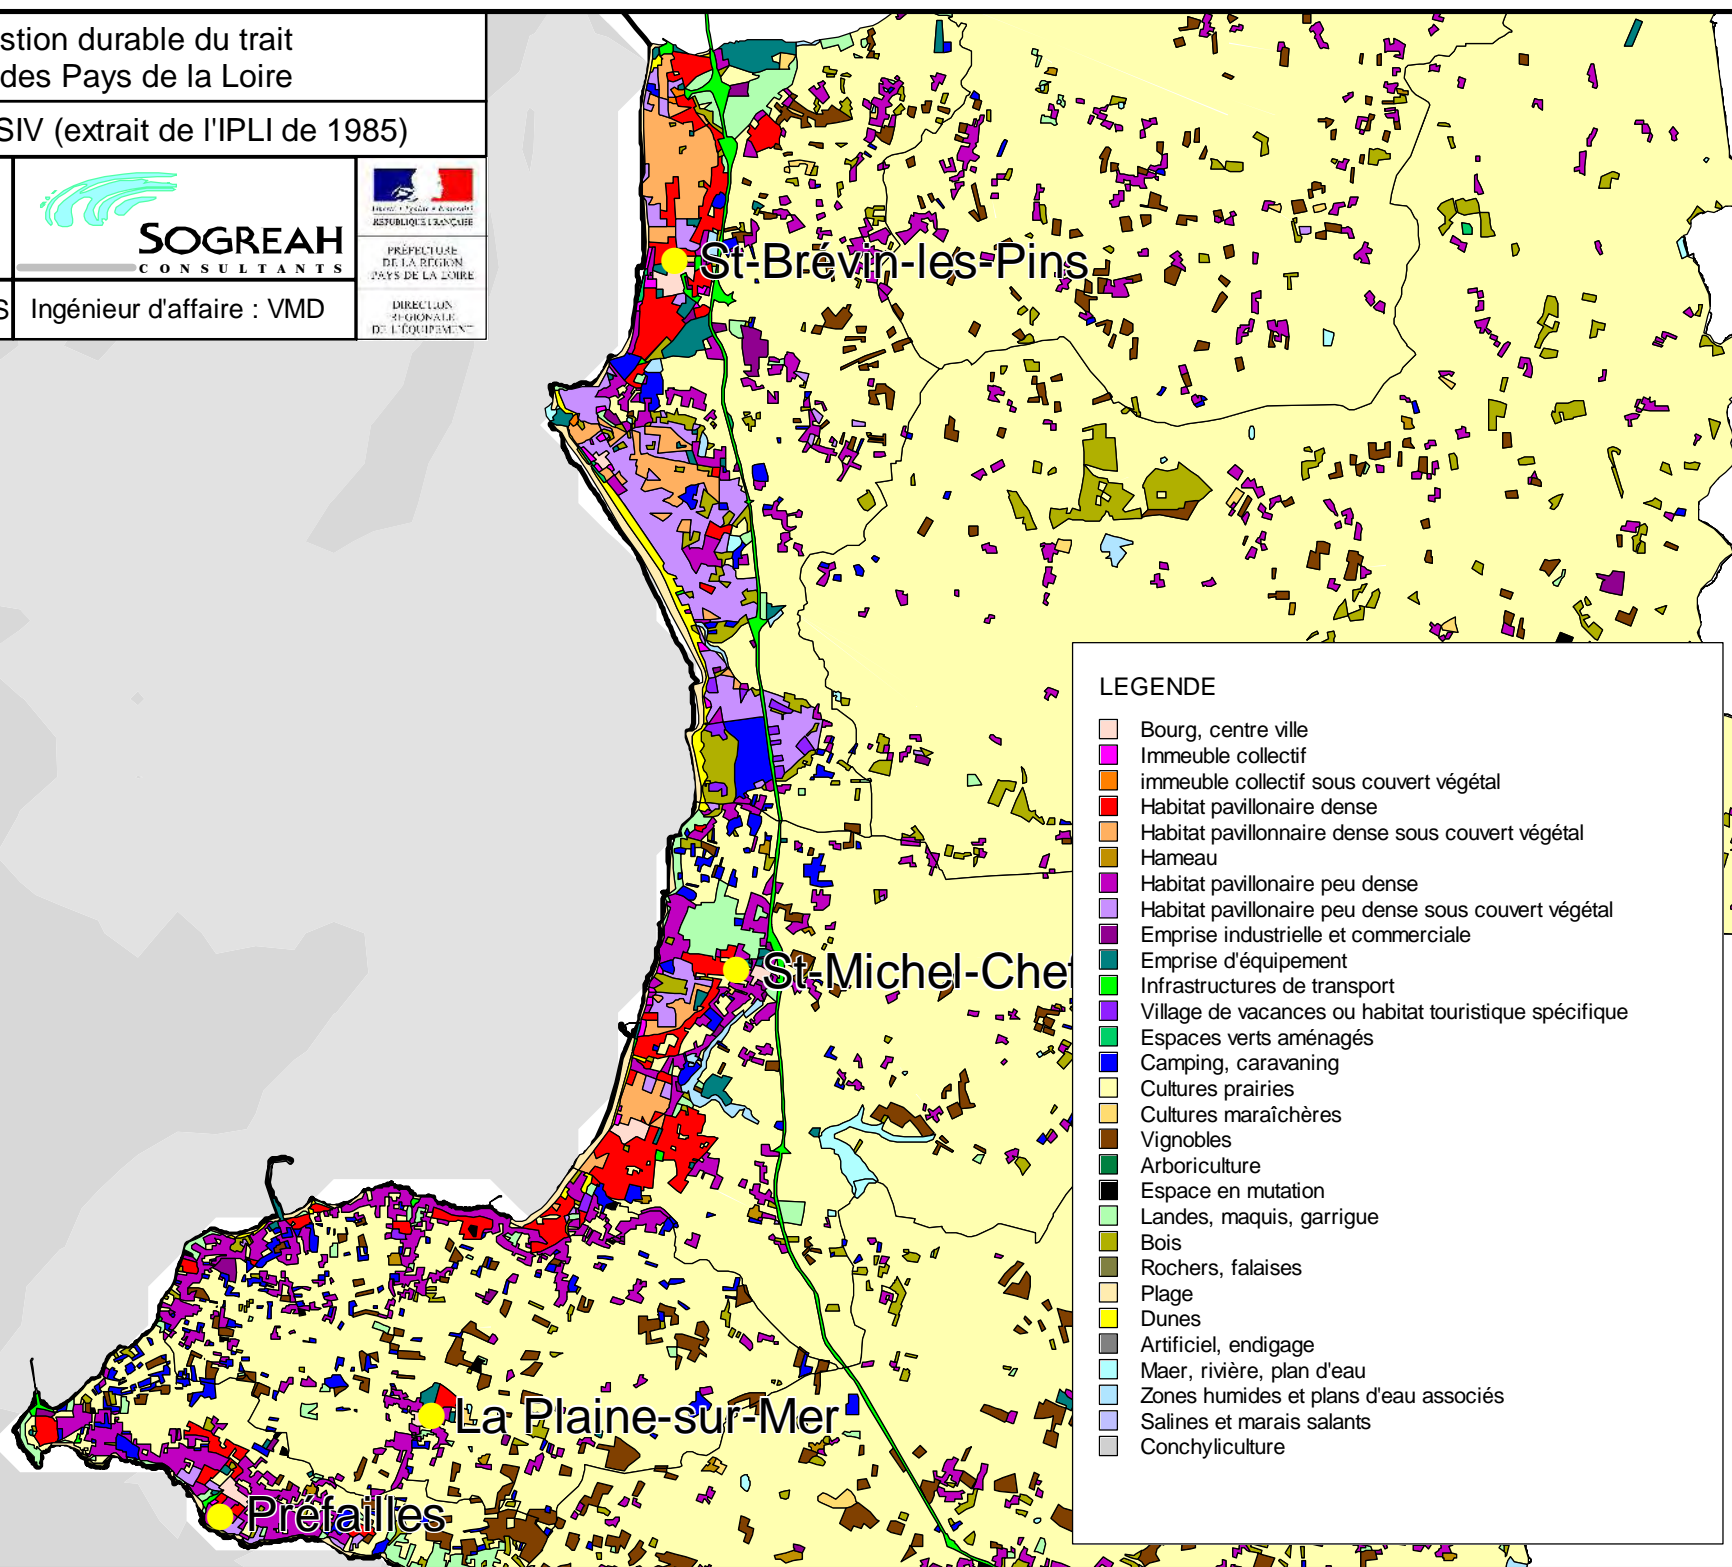 stion durable du trait
des Pays de la Loire
SIV (extrait de l'IPLI de 1985)
SOGREAH
CONSULTANTS
RÉPUBLIQUE FRANÇAISE
PRÉFECTURE
DE LA RÉGION
PAYS DE LA LOIRE
DIRECTION
RÉGIONALE
DE L'ÉQUIPEMENT
S
Ingénieur d'affaire : VMD
St-Brévin-les-Pins
St-Michel-Chef
La Plaine-sur-Mer
Préfailles
LEGENDE
Bourg, centre ville
Immeuble collectif
immeuble collectif sous couvert végétal
Habitat pavillonaire dense
Habitat pavillonnaire dense sous couvert végétal
Hameau
Habitat pavillonaire peu dense
Habitat pavillonaire peu dense sous couvert végétal
Emprise industrielle et commerciale
Emprise d'équipement
Infrastructures de transport
Village de vacances ou habitat touristique spécifique
Espaces verts aménagés
Camping, caravaning
Cultures prairies
Cultures maraîchères
Vignobles
Arboriculture
Espace en mutation
Landes, maquis, garrigue
Bois
Rochers, falaises
Plage
Dunes
Artificiel, endigage
Maer, rivière, plan d'eau
Zones humides et plans d'eau associés
Salines et marais salants
Conchyliculture